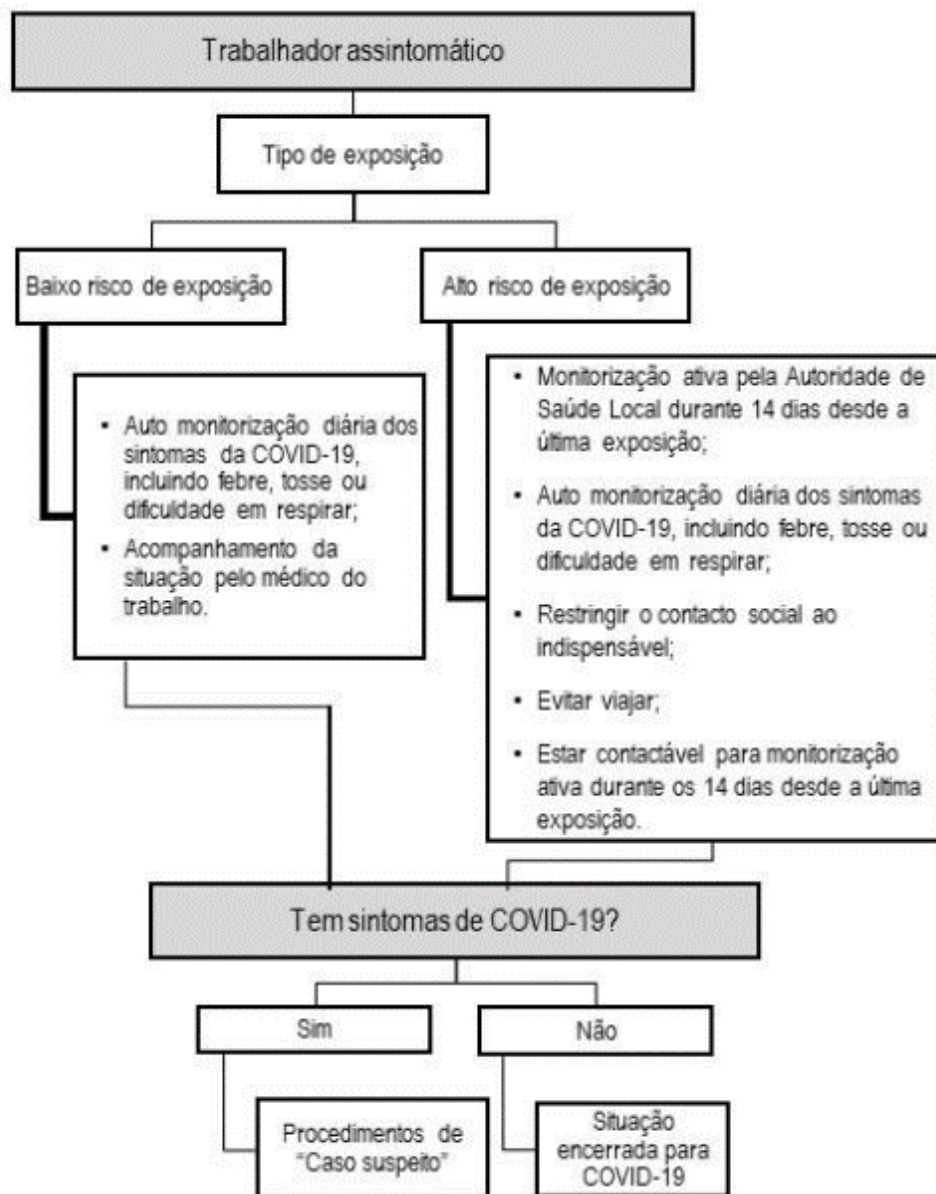 Trabalhador assintomático
Tipo de exposição
Baixo risco de exposição
Alto risco de exposição
• Auto monitorização diária dos
sintomas da COVID-19,
incluindo febre, tosse ou
dificuldade em respirar;
• Acompanhamento da
situação pelo médico do
trabalho.
• Monitorização ativa pela Autoridade de
Saúde Local durante 14 dias desde a
última exposição;
• Auto monitorização diária dos sintomas
da COVID-19, incluindo febre, tosse ou
dificuldade em respirar;
• Restringir o contacto social ao
indispensável;
• Evitar viajar;
• Estar contactável para monitorização
ativa durante os 14 dias desde a última
exposição.
Tem sintomas de COVID-19?
Sim
Não
Procedimentos de
“Caso suspeito”
Situação
encerrada para
COVID-19